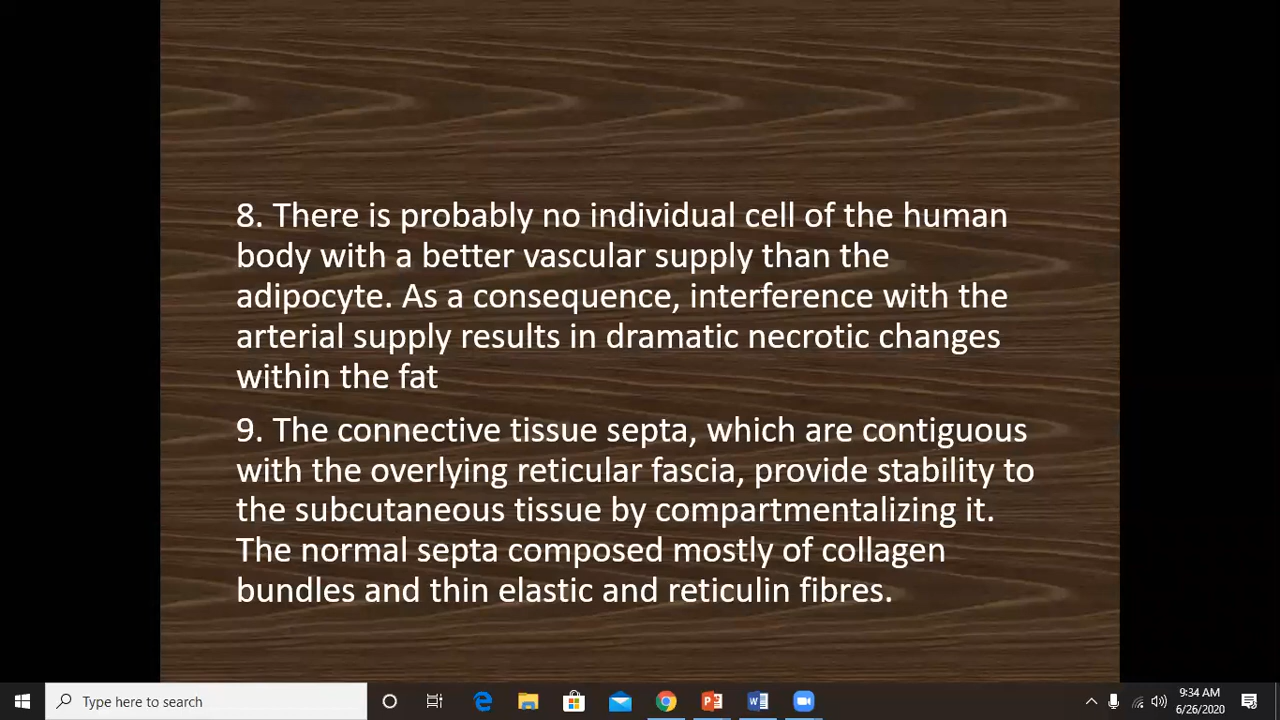 8. There is probably no individual cell of the human
body with a better vascular supply than the
adipocyte. As a consequence, interference with the
arterial supply results in dramatic necrotic changes
within the fat
9. The connective tissue septa, which are contiguous
with the overlying reticular fascia, provide stability to
the subcutaneous tissue by compartmentalizing it.
The normal septa composed mostly of collagen
bundles and thin elastic and reticulin fibres.
Type here to search
9:34 AM
6/26/2020